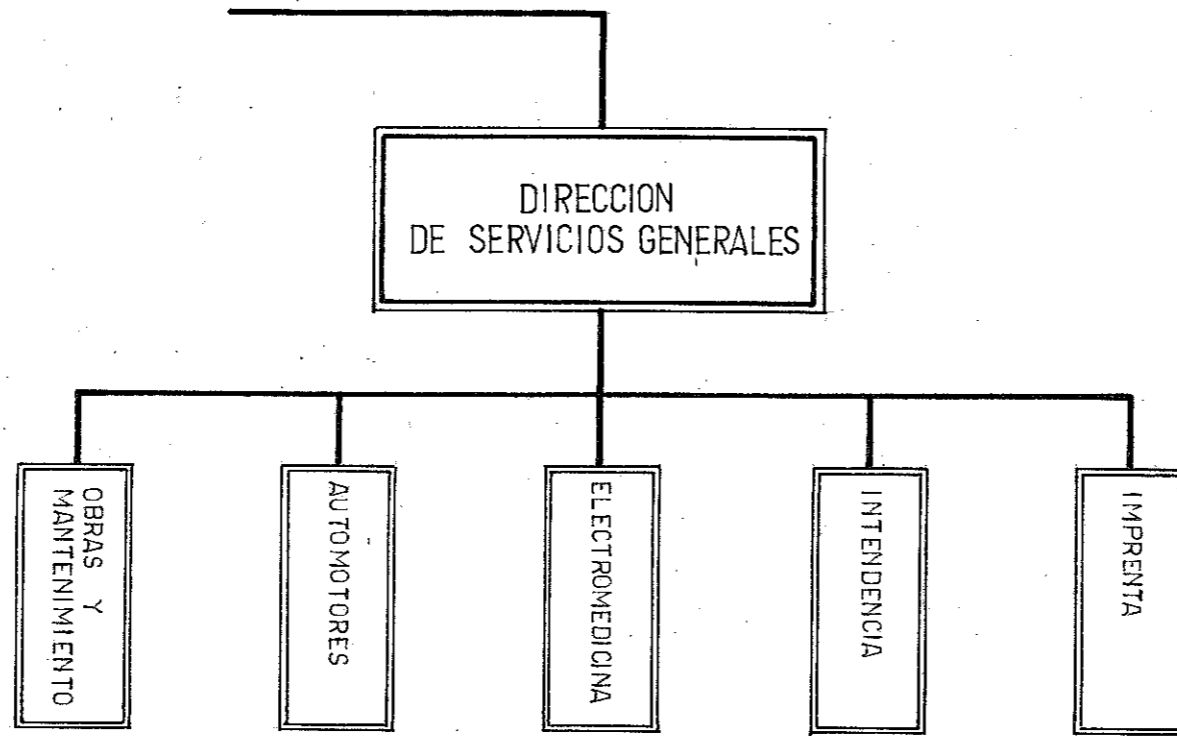 DIRECCION
DE SERVICIOS GENERALES
OBRAS Y
MANTENIMIENTO
AUTOMOTORES
ELECTROMEDICINA
INTENDENCIA
IMPRENTA